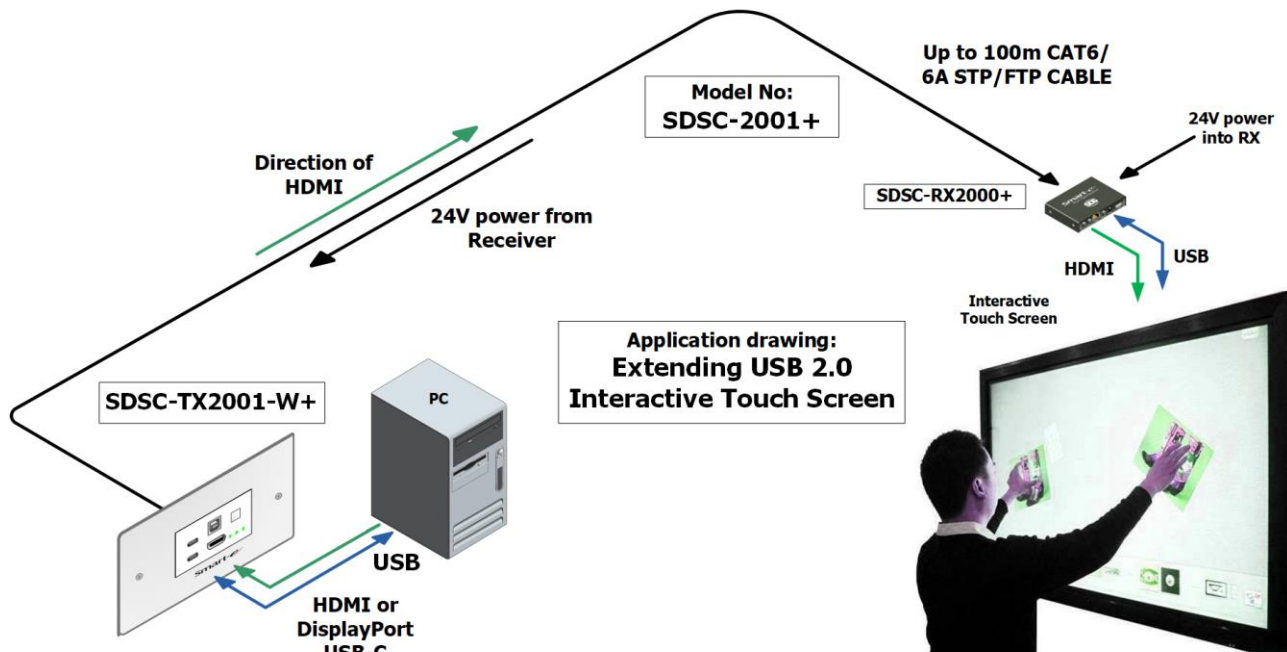 Up to 100m CAT6/
6A STP/FTP CABLE
Model No:
SDSC-2001+
24V power
into RX
Direction of
HDMI
SDSC-RX2000+
smart-e
24V power from
Receiver
USB
HDMI
Interactive
Touch Screen
Application drawing:
Extending USB 2.0
Interactive Touch Screen
SDSC-TX2001-W+
PC
smart-e
USB
HDMI or
DisplayPort
USB-C